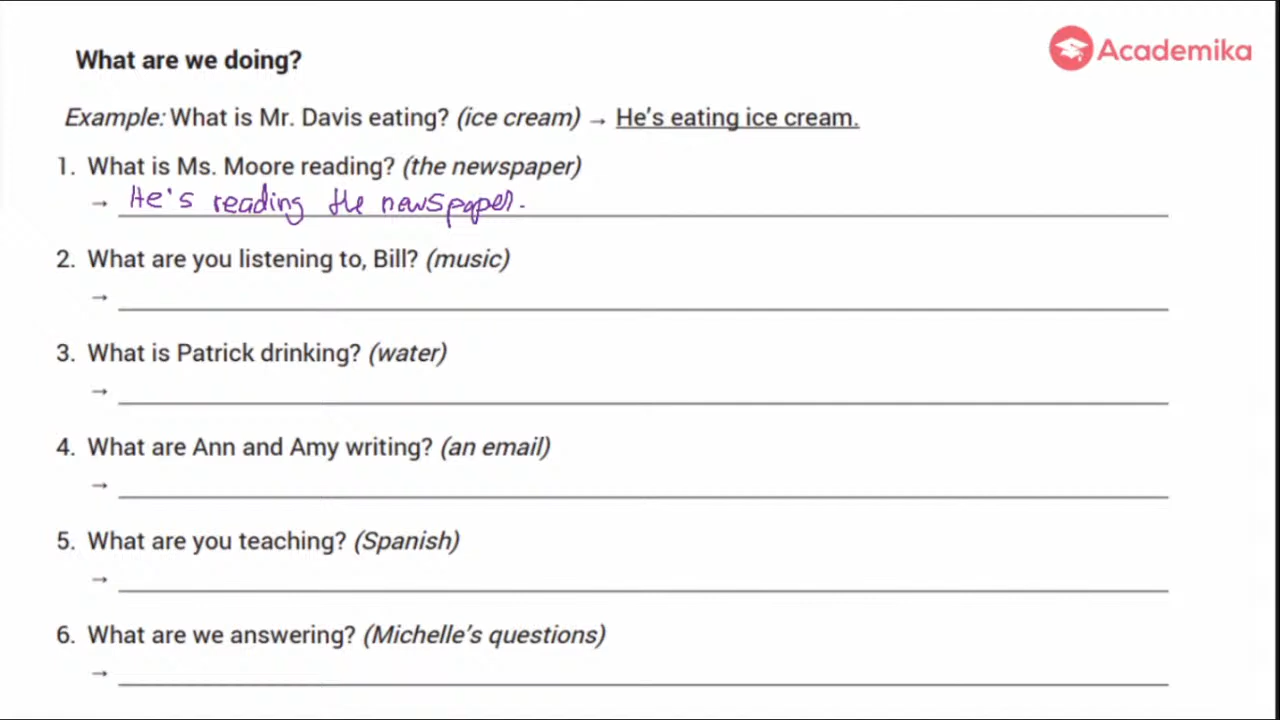 What are we doing?
Academika
Example: What is Mr. Davis eating? (ice cream) → He's eating ice cream.
1. What is Ms. Moore reading? (the newspaper)
→ He's reading the newspaper.
2. What are you listening to, Bill? (music)
→
3. What is Patrick drinking? (water)
→
4. What are Ann and Amy writing? (an email)
→
5. What are you teaching? (Spanish)
→
6. What are we answering? (Michelle's questions)
→